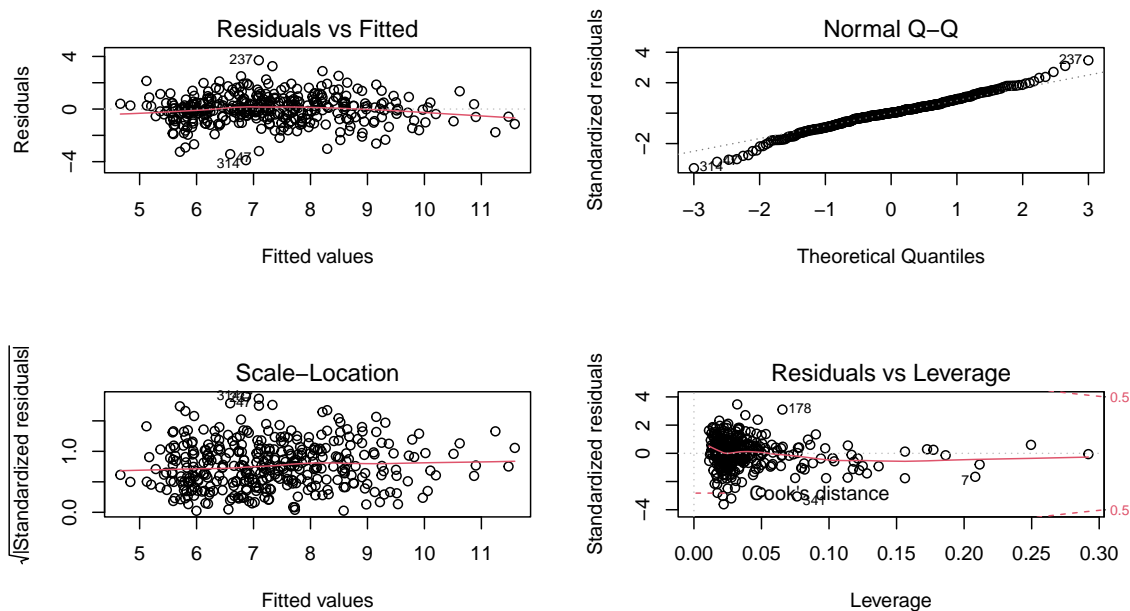 Residuals vs Fitted
Residuals
4
0
−4
237
314
47
5 6 7 8 9 10 11
Fitted values
Normal Q−Q
Standardized residuals
4
2
−2
237
314
−3 −2 −1 0 1 2 3
Theoretical Quantiles
Scale−Location
√|Standardized residuals|
1.0
0.0
47
5 6 7 8 9 10 11
Fitted values
Residuals vs Leverage
Standardized residuals
4
2
0
−4
178
7
341
Cook's distance
0.5
0.5
0.00 0.05 0.10 0.15 0.20 0.25 0.30
Leverage